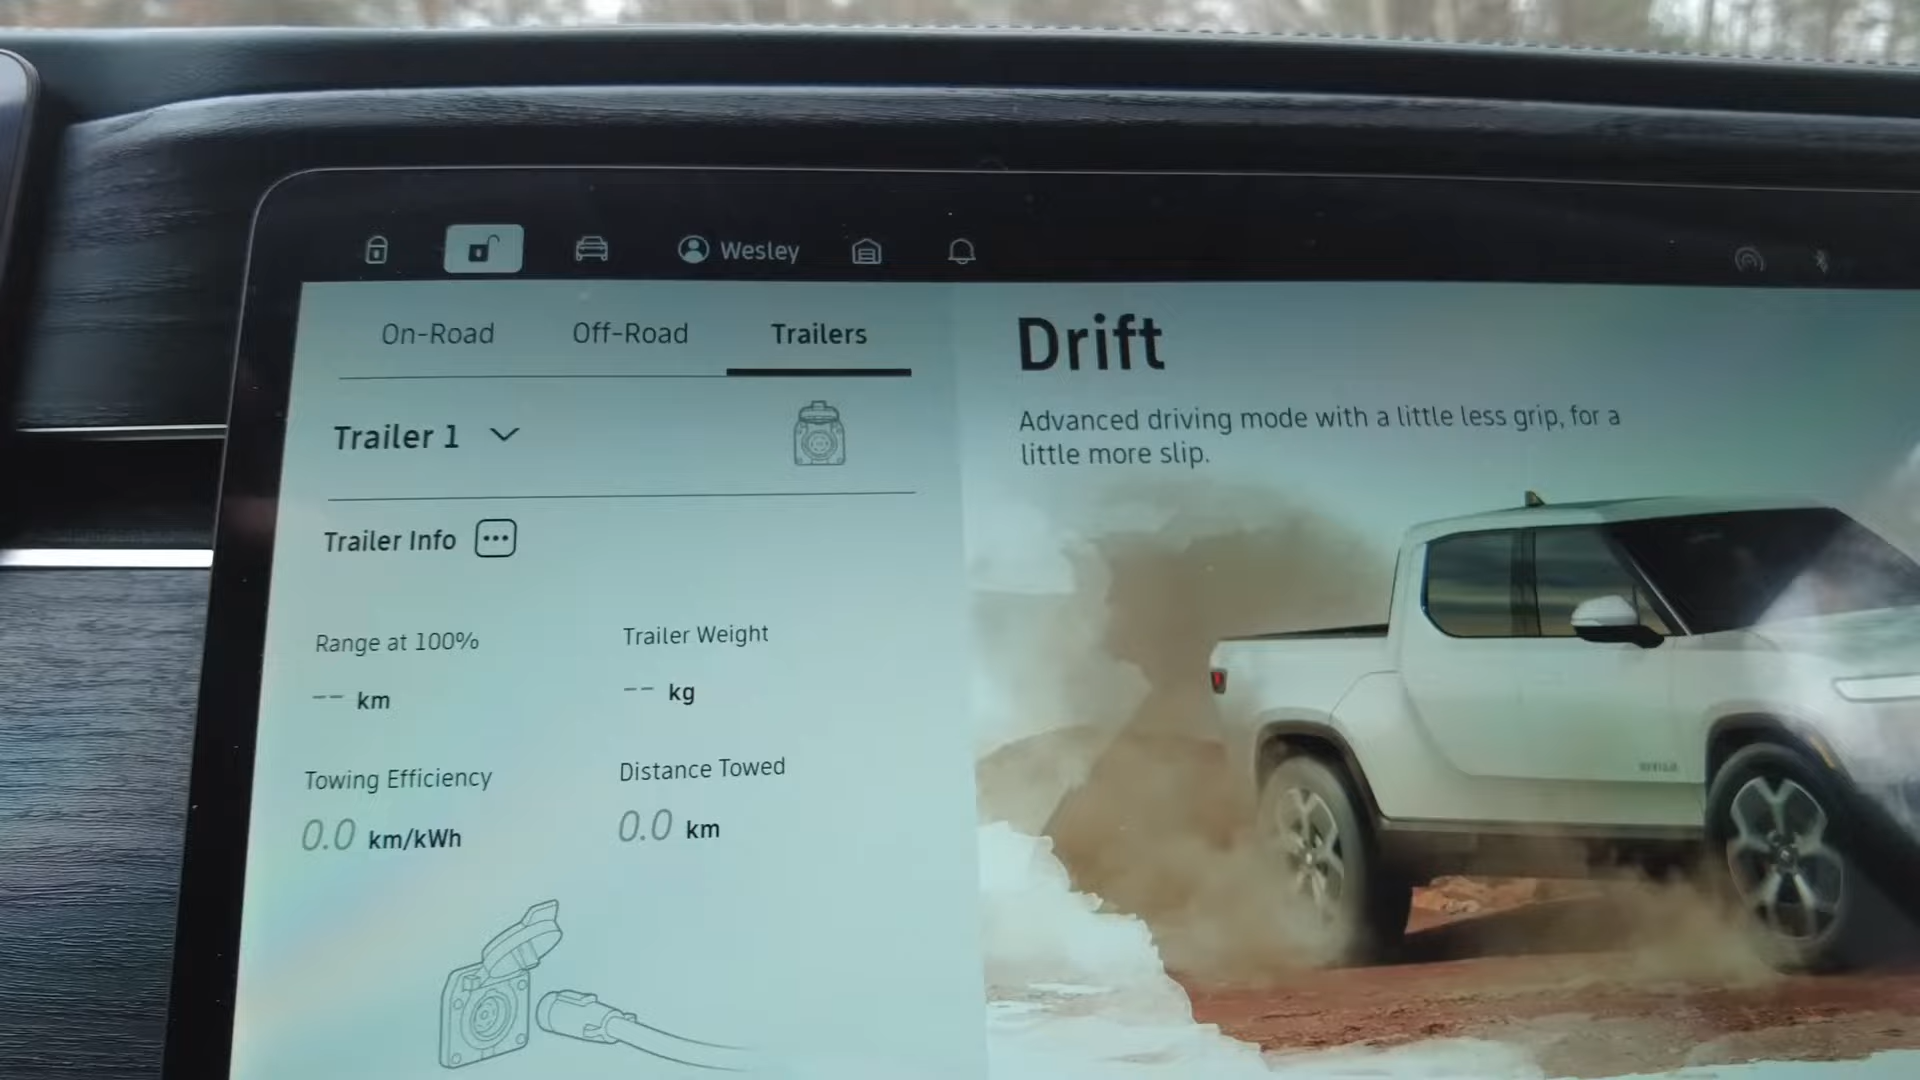 Wesley
On-Road Off-Road Trailers
Trailer 1
Trailer Info
Range at 100%
-- km
Trailer Weight
-- kg
Towing Efficiency
0.0 km/kWh
Distance Towed
0.0 km
Drift
Advanced driving mode with a little less grip, for a
little more slip.